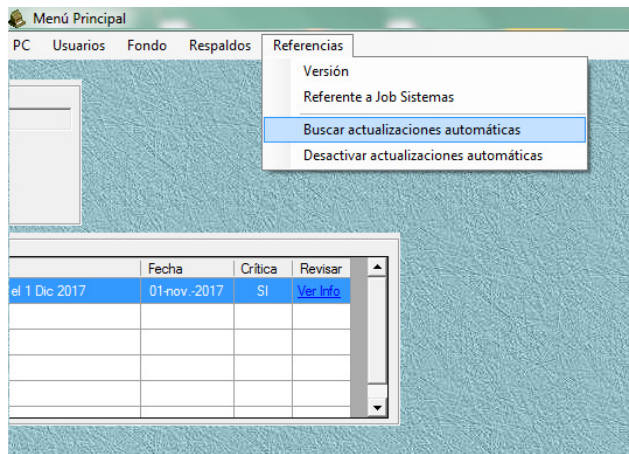 Menú Principal
PC Usuarios Fondo Respaldos Referencias
Versión
Referente a Job Sistemas
Buscar actualizaciones automáticas
Desactivar actualizaciones automáticas
Fecha Crítica Revisar
el 1 Dic 2017 01-nov.-2017 SI Ver Info